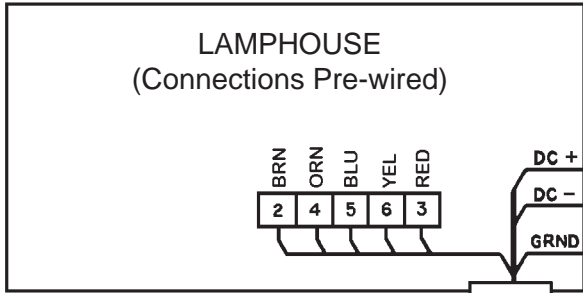 LAMPHOUSE
(Connections Pre-wired)
BRN ORN BLU YEL RED
2 4 5 6 3
DC +
DC -
GRND